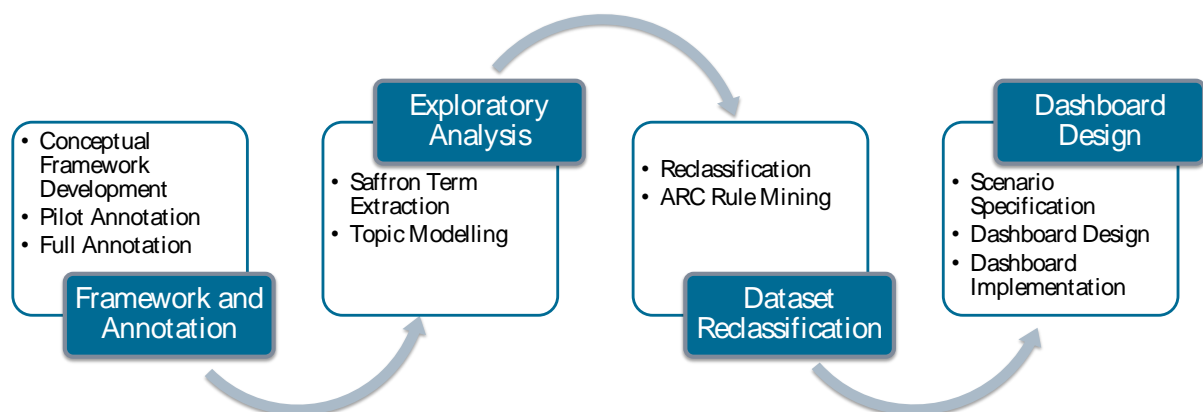 • Conceptual
Framework
Development
• Pilot Annotation
• Full Annotation
Framework and
Annotation
Exploratory
Analysis
• Saffron Term
Extraction
• Topic Modelling
• Reclassification
• ARC Rule Mining
Dataset
Reclassification
Dashboard
Design
• Scenario
Specification
• Dashboard Design
• Dashboard
Implementation